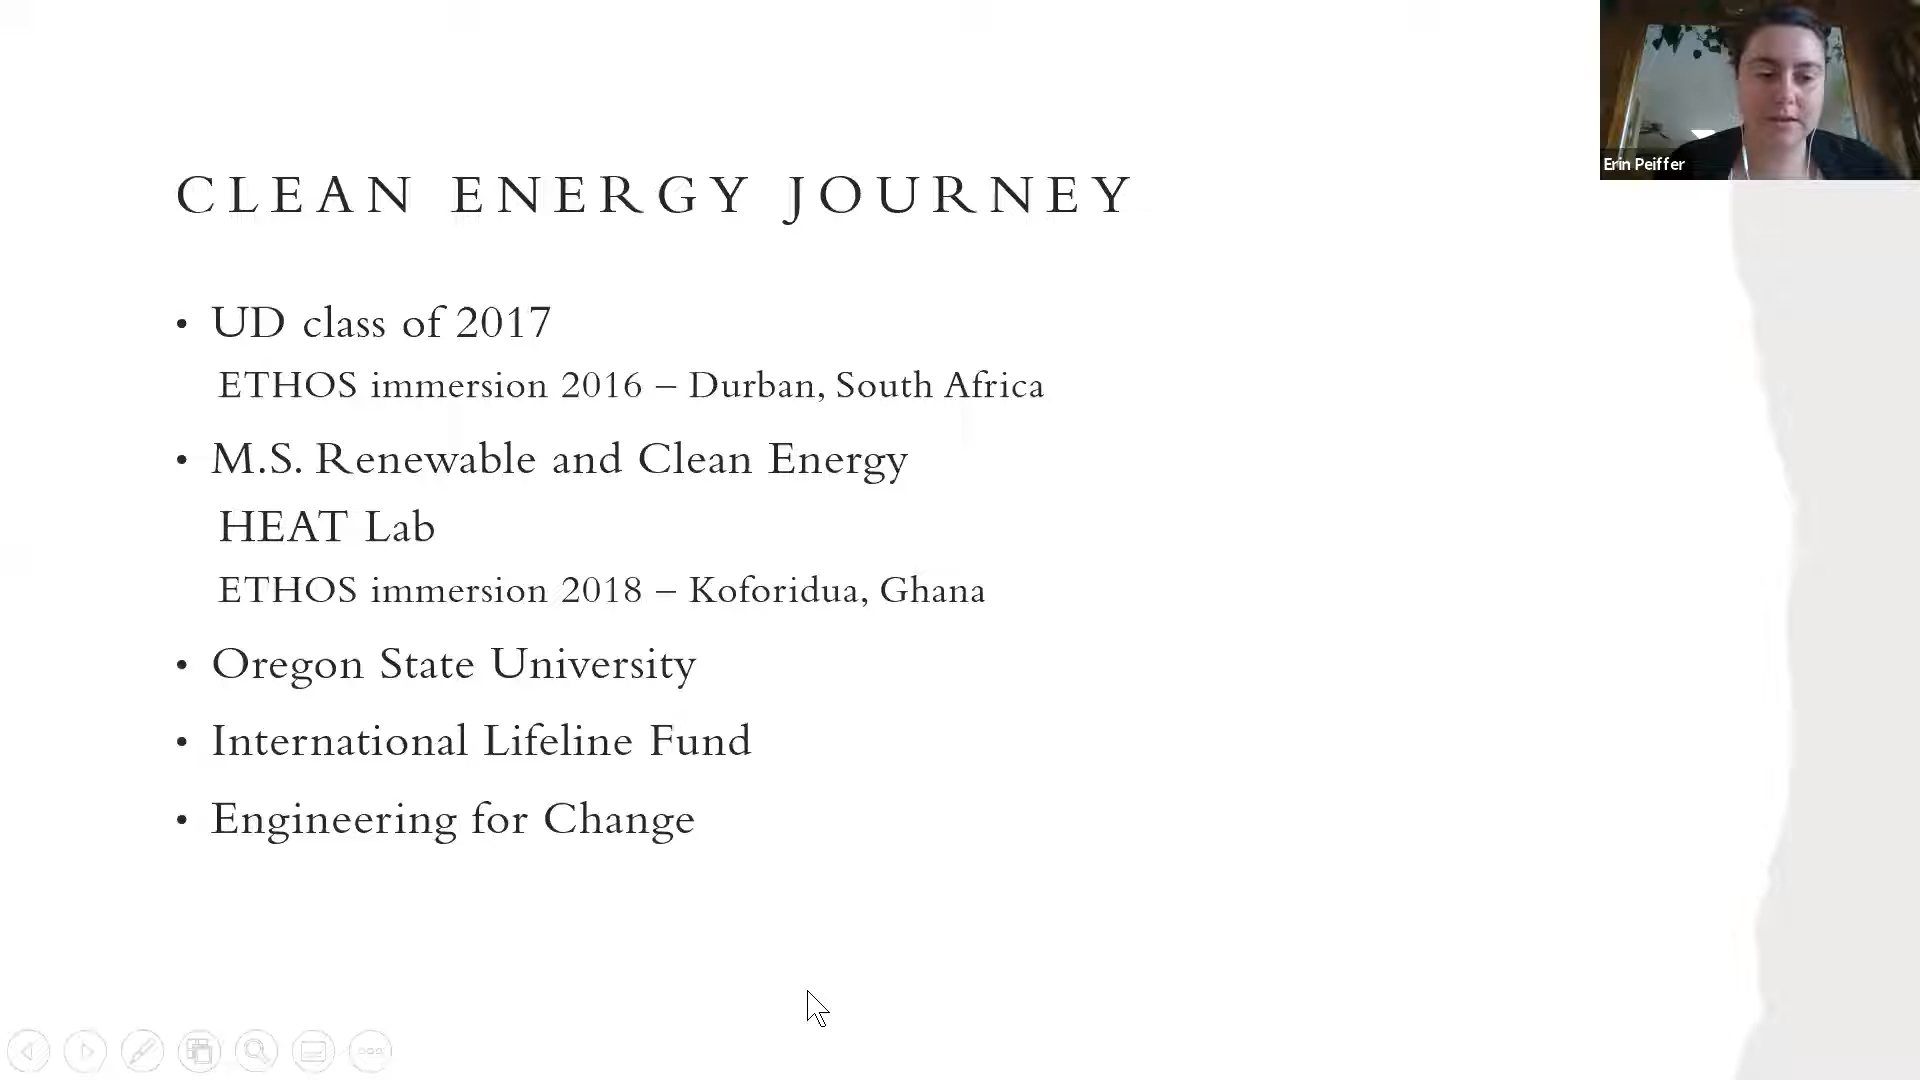 CLEAN ENERGY JOURNEY
• UD class of 2017
ETHOS immersion 2016 – Durban, South Africa
• M.S. Renewable and Clean Energy
HEAT Lab
ETHOS immersion 2018 – Koforidua, Ghana
• Oregon State University
• International Lifeline Fund
• Engineering for Change
Erin Peiffer